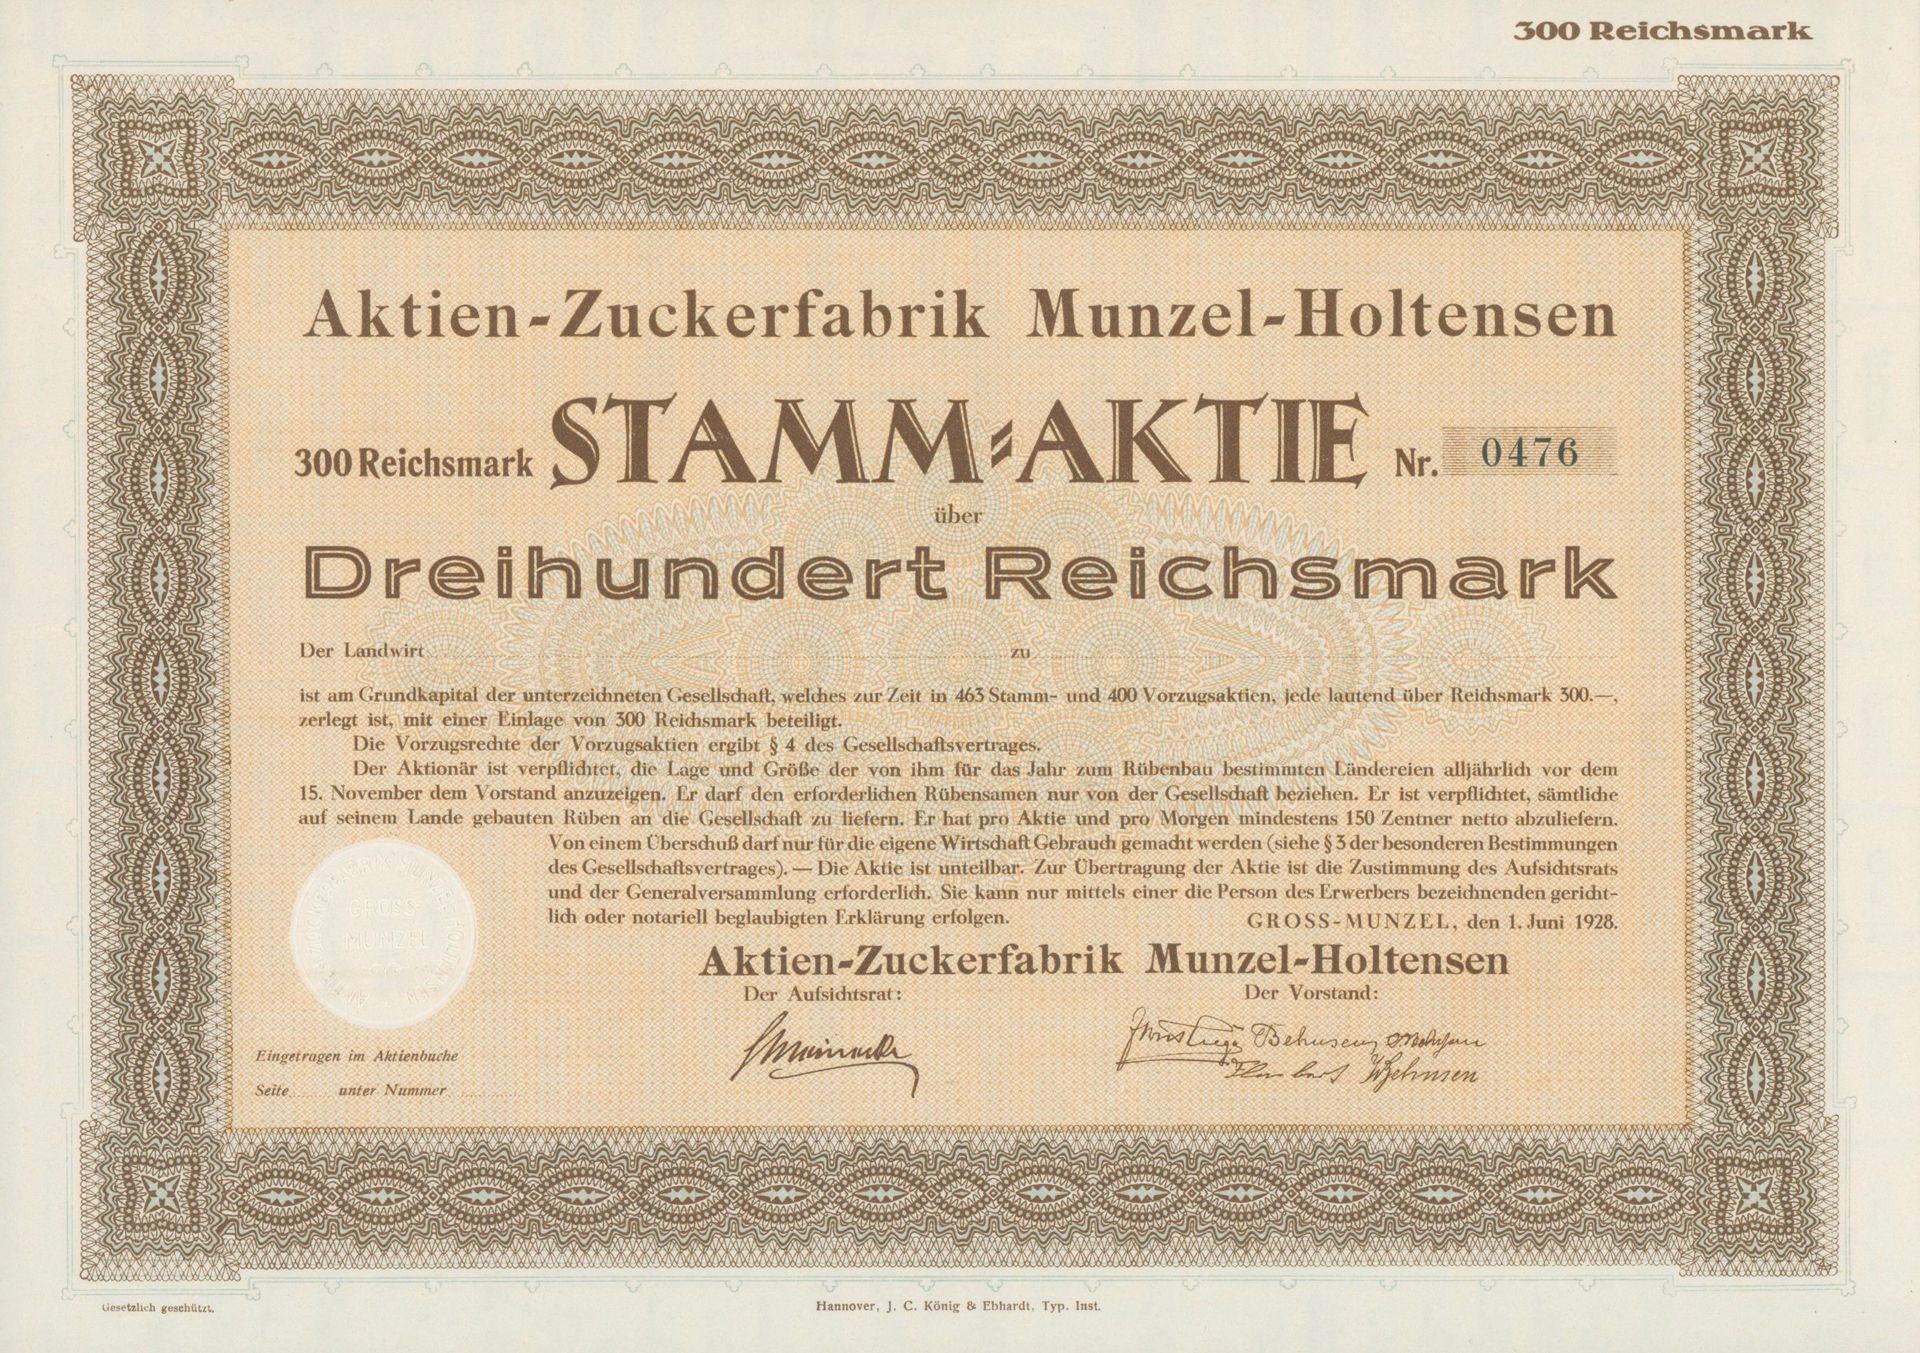 300 Reichsmark
Aktien-Zuckerfabrik Munzel-Holtensen
300 Reichsmark STAMM-AKTIE Nr. 0476
über
Dreihundert Reichsmark
Der Landwirt zu
ist am Grundkapital der unterzeichneten Gesellschaft, welches zur Zeit in 463 Stamm- und 400 Vorzugsaktien, jede lautend über Reichsmark 300.—,
zerlegt ist, mit einer Einlage von 300 Reichsmark beteiligt.
Die Vorzugsrechte der Vorzugsaktien ergibt § 4 des Gesellschaftsvertrages.
Der Aktionär ist verpflichtet, die Lage und Größe der von ihm für das Jahr zum Rübenbau bestimmten Ländereien alljährlich vor dem
15. November dem Vorstand anzuzeigen. Er darf den erforderlichen Rübensamen nur von der Gesellschaft beziehen. Er ist verpflichtet, sämtliche
auf seinem Lande gebauten Rüben an die Gesellschaft zu liefern. Er hat pro Aktie und pro Morgen mindestens 150 Zentner netto abzuliefern.
Von einem Überschuß darf nur für die eigene Wirtschaft Gebrauch gemacht werden (siehe § 3 der besonderen Bestimmungen
des Gesellschaftsvertrages). — Die Aktie ist unteilbar. Zur Übertragung der Aktie ist die Zustimmung des Aufsichtsrats
und der Generalversammlung erforderlich. Sie kann nur mittels einer die Person des Erwerbers bezeichnenden gericht-
lich oder notariell beglaubigten Erklärung erfolgen.
GROSS-MUNZEL, den 1. Juni 1928.
GROSS-
MUNZEL
Aktien-Zuckerfabrik Munzel-Holtensen
Der Aufsichtsrat: Der Vorstand:
Eingetragen im Aktienbuche
Seite unter Nummer
Gesetzlich geschützt.
Hannover, J. C. König & Ebhardt, Typ. Inst.